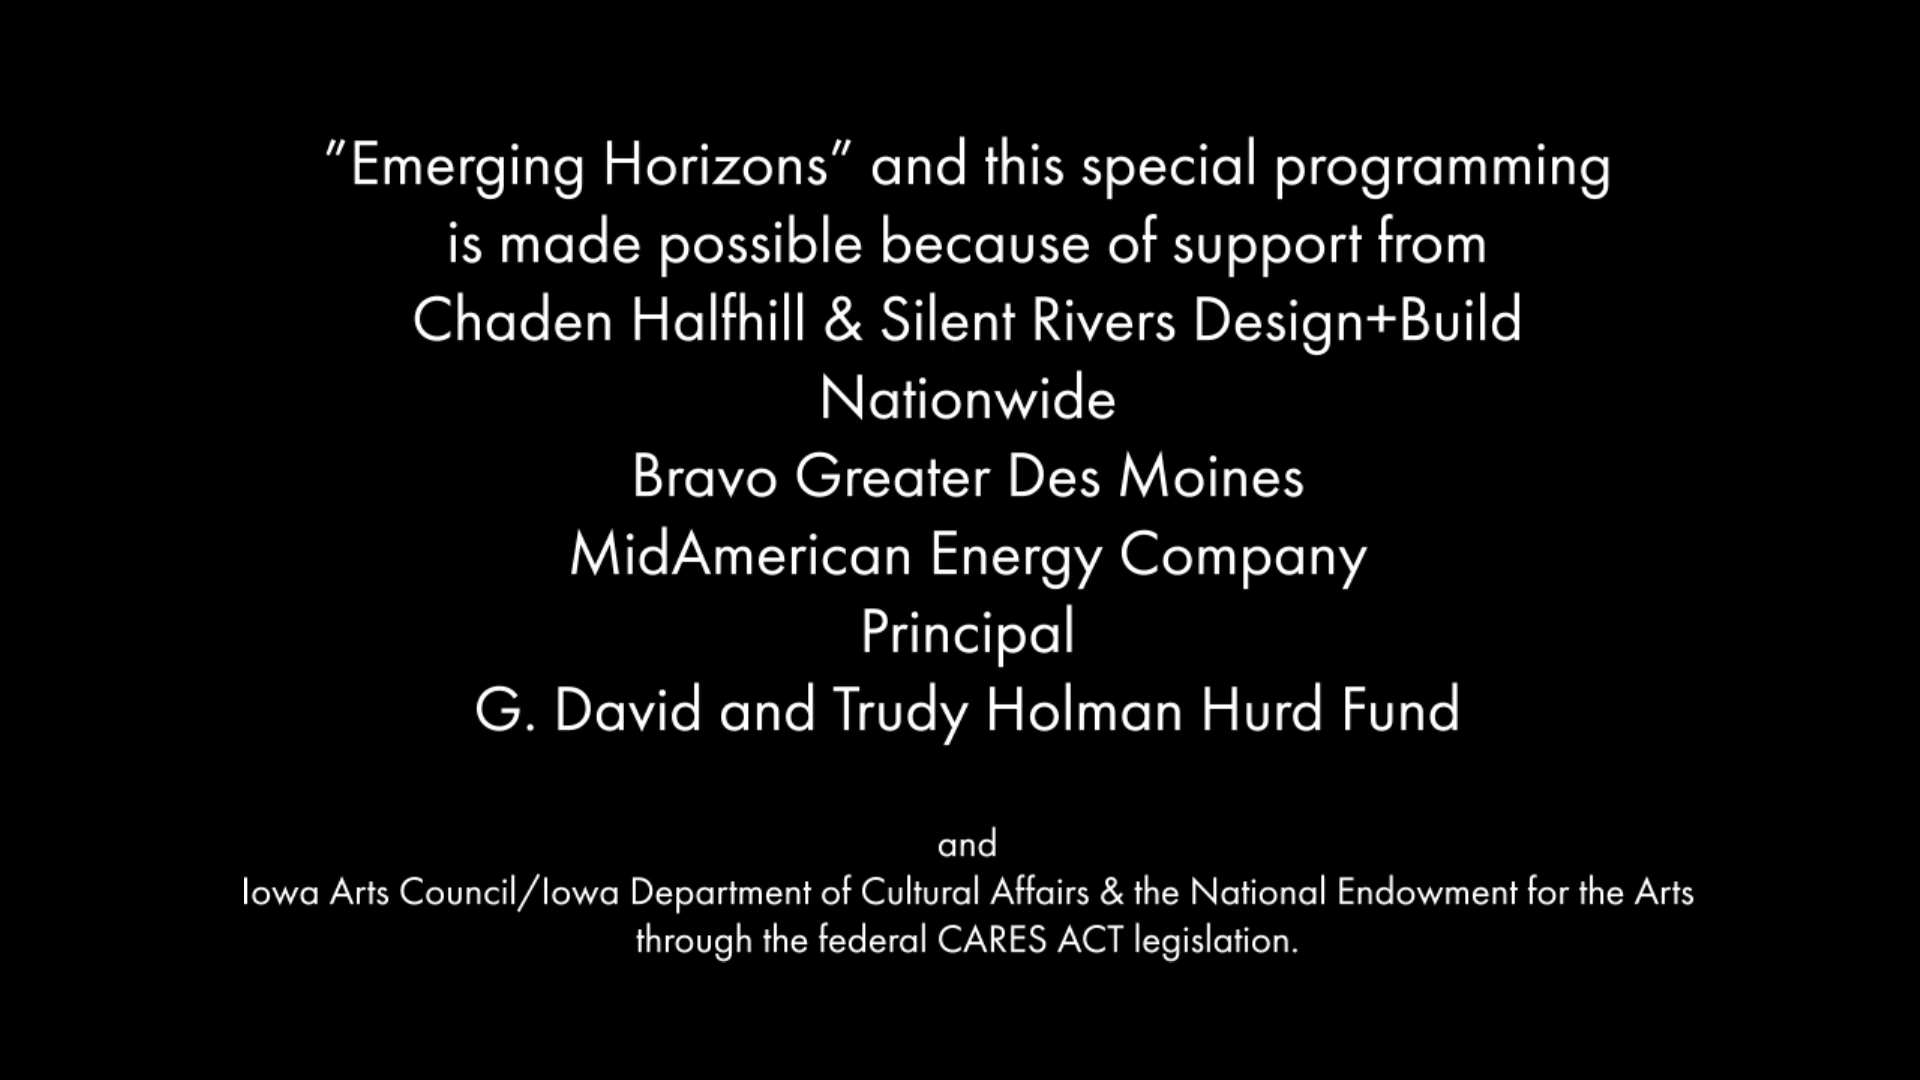 "Emerging Horizons" and this special programming
is made possible because of support from
Chaden Halfhill & Silent Rivers Design+Build
Nationwide
Bravo Greater Des Moines
MidAmerican Energy Company
Principal
G. David and Trudy Holman Hurd Fund
and
Iowa Arts Council/Iowa Department of Cultural Affairs & the National Endowment for the Arts
through the federal CARES ACT legislation.